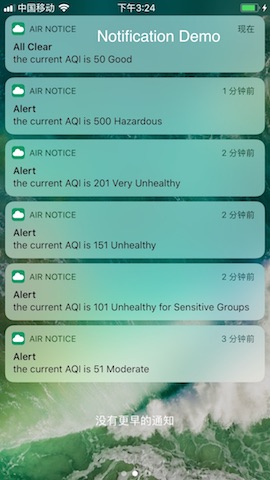 中国移动
下午3:24
AIR NOTICE
Notification Demo
现在
All Clear
the current AQI is 50 Good
AIR NOTICE
1 分钟前
Alert
the current AQI is 500 Hazardous
AIR NOTICE
2 分钟前
Alert
the current AQI is 201 Very Unhealthy
AIR NOTICE
2 分钟前
Alert
the current AQI is 151 Unhealthy
AIR NOTICE
2 分钟前
Alert
the current AQI is 101 Unhealthy for Sensitive Groups
AIR NOTICE
3 分钟前
Alert
the current AQI is 51 Moderate
没有更早的通知